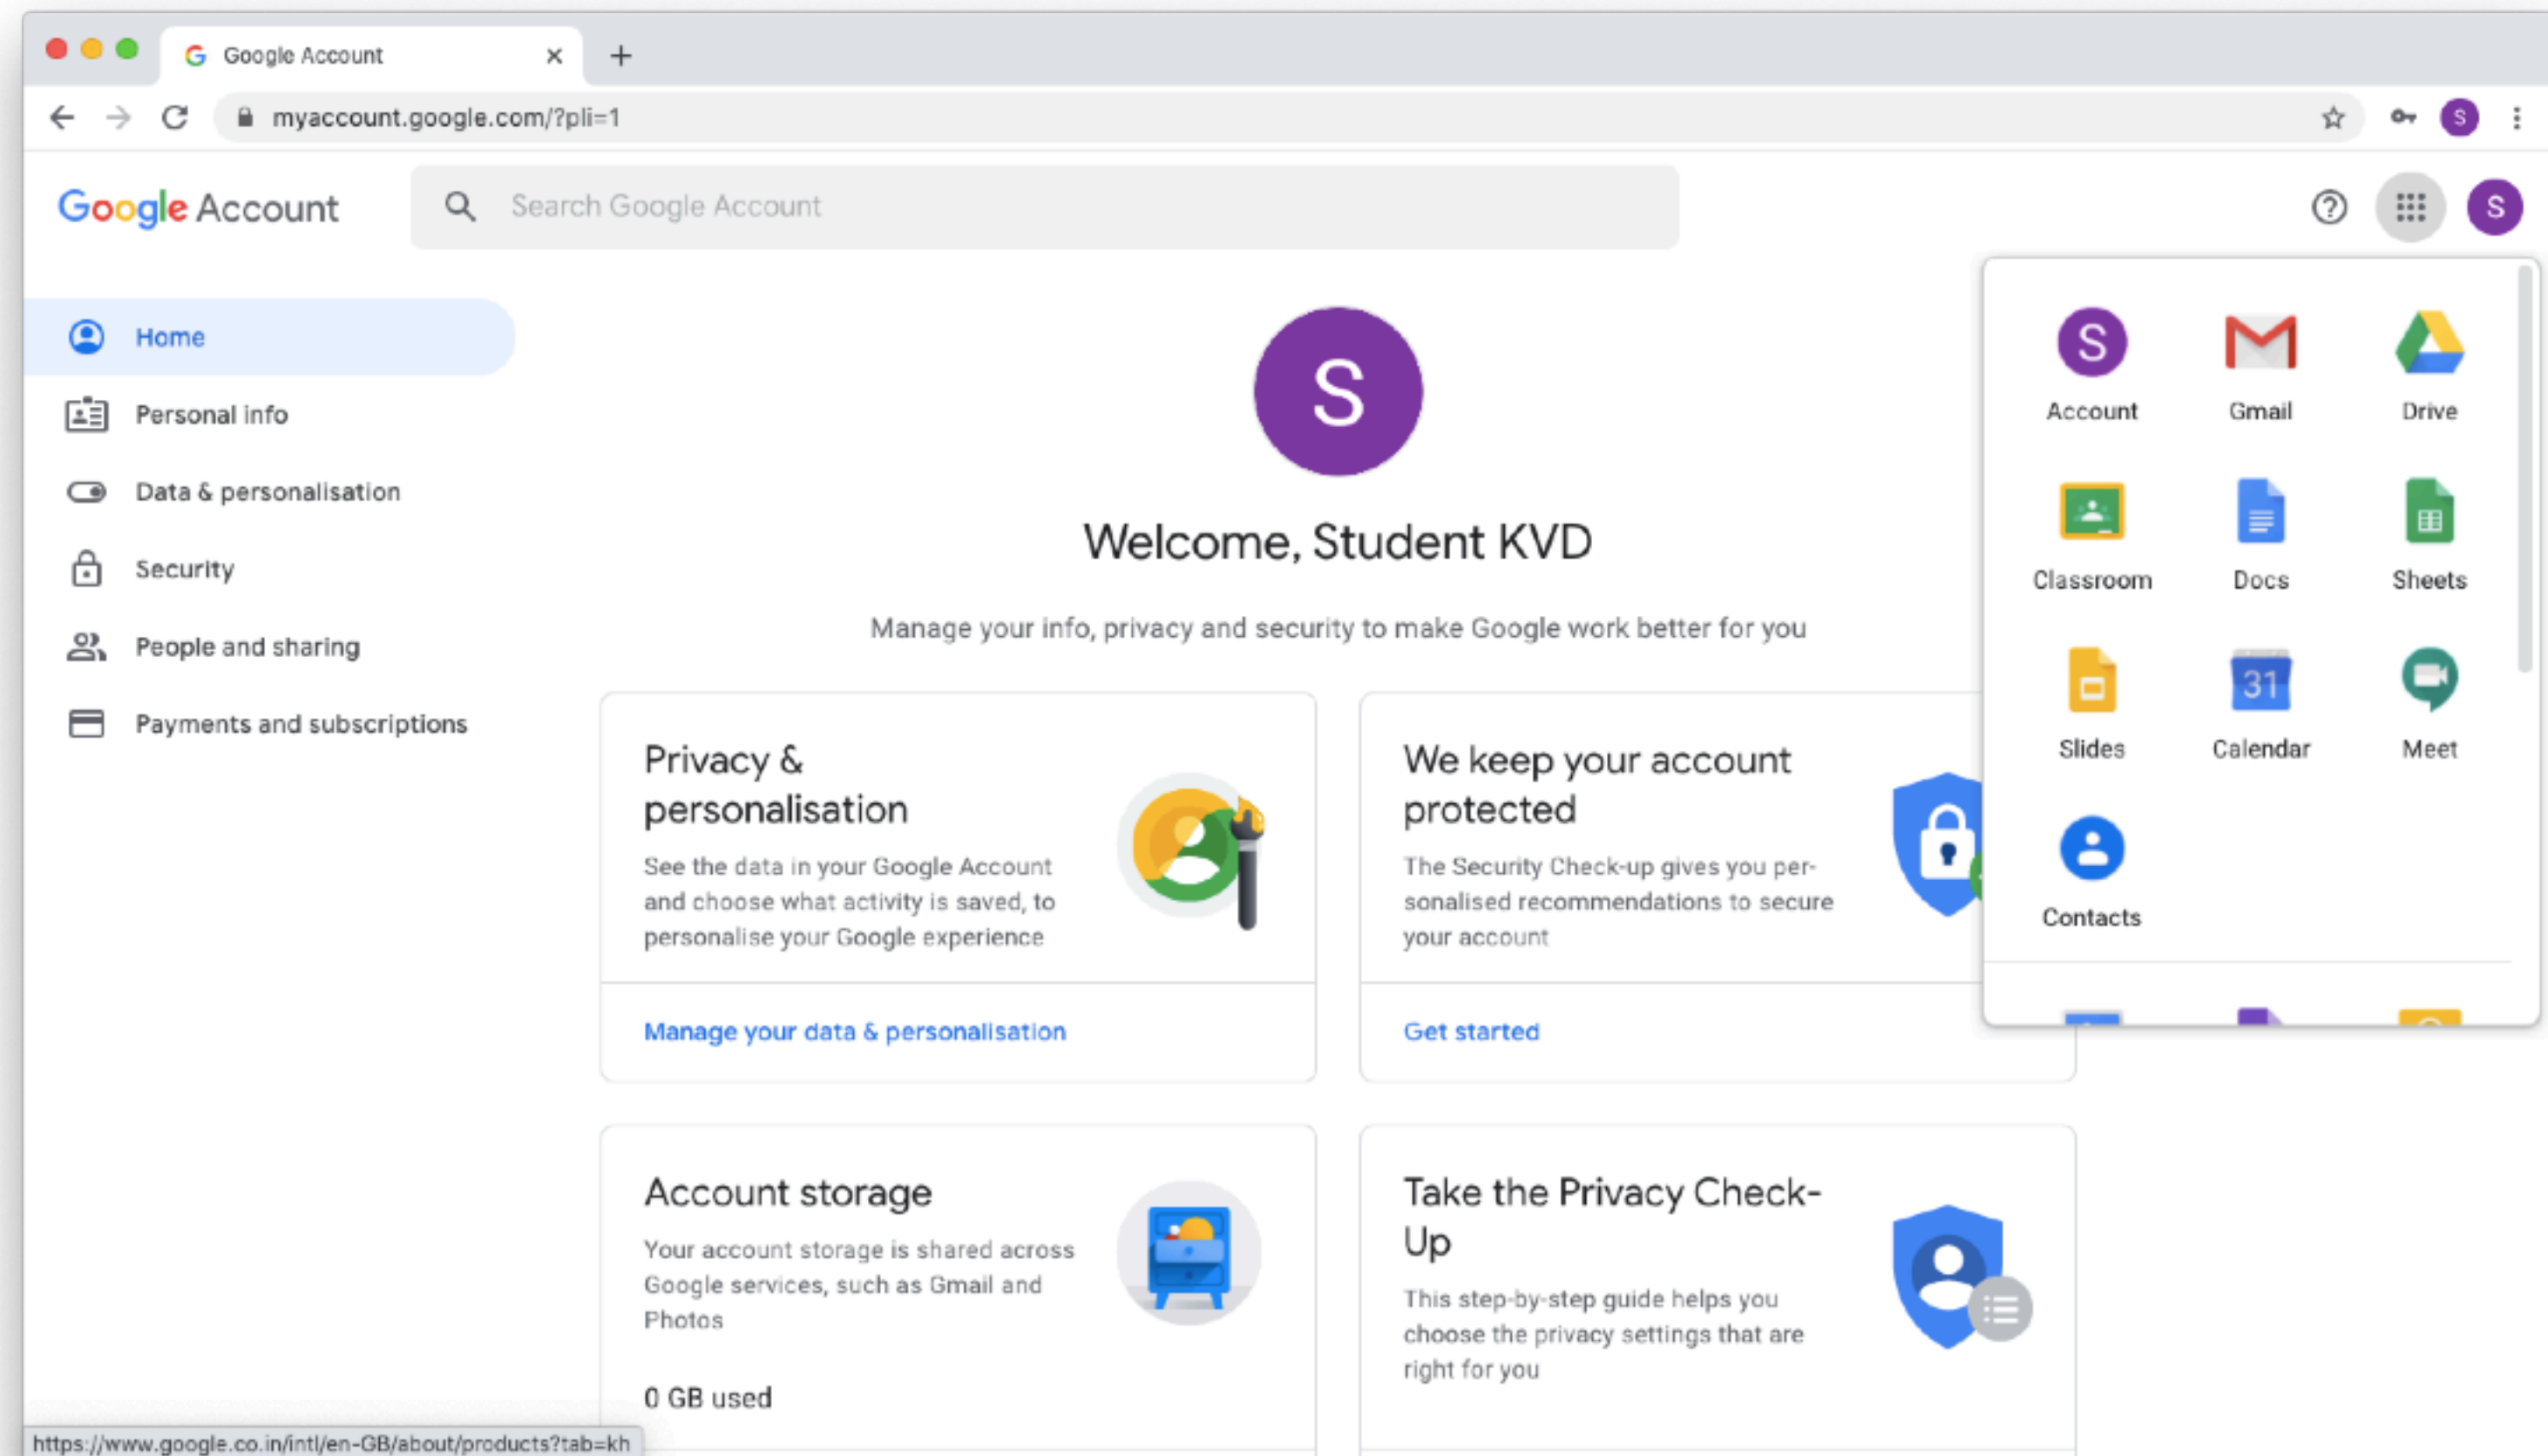 Google Account
myaccount.google.com/?pli=1
S
Google Account
Search Google Account
S
Home
Personal info
Data & personalisation
Security
People and sharing
Payments and subscriptions
S
Welcome, Student KVD
Manage your info, privacy and security to make Google work better for you
Privacy &
personalisation
See the data in your Google Account
and choose what activity is saved, to
personalise your Google experience
Manage your data & personalisation
We keep your account
protected
The Security Check-up gives you per-
sonalised recommendations to secure
your account
Get started
S
Account
Gmail
Drive
Classroom
Docs
Sheets
Slides
31
Calendar
Meet
Contacts
Account storage
Your account storage is shared across
Google services, such as Gmail and
Photos
0 GB used
Take the Privacy Check-
Up
This step-by-step guide helps you
choose the privacy settings that are
right for you
https://www.google.co.in/intl/en-GB/about/products?tab=kh